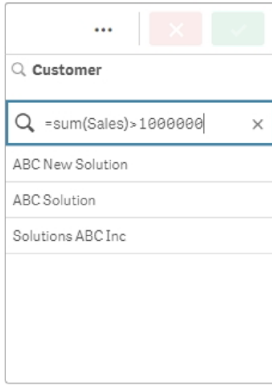 Customer
=sum(Sales)>1000000
ABC New Solution
ABC Solution
Solutions ABC Inc